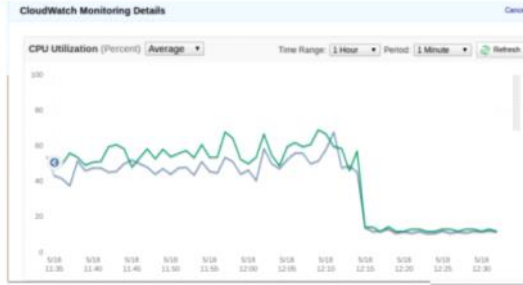 CloudWatch Monitoring Details
CPU Utilization (Percent) Average Time Range: 1 Hour Period: 1 Minute Refresh
100
80
60
40
20
0
5/18 5/18 5/18 5/18 5/18 5/18 5/18 5/18 5/18 5/18 5/18 5/18
11:35 11:40 11:45 11:50 11:55 12:00 12:05 12:10 12:15 12:20 12:25 12:30